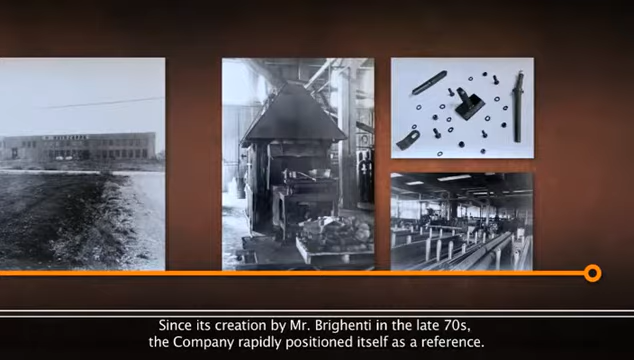 Since its creation by Mr. Brighenti in the late 70s,
the Company rapidly positioned itself as a reference.